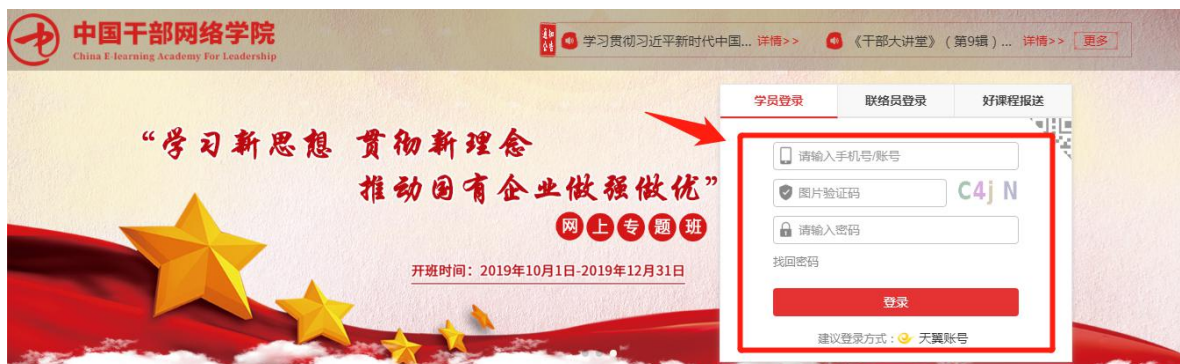 中国干部网络学院
China E-learning Academy For Leadership
通知公告
学习贯彻习近平新时代中国... 详情>>
《干部大讲堂》(第9辑)... 详情>>
更多
学员登录
联络员登录
好课程报送
“学习新思想 贯彻新理念
推动国有企业做强做优”
网上专题班
开班时间：2019年10月1日-2019年12月31日
请输入手机号/账号
图片验证码
C4j N
请输入密码
找回密码
登录
建议登录方式：天翼账号